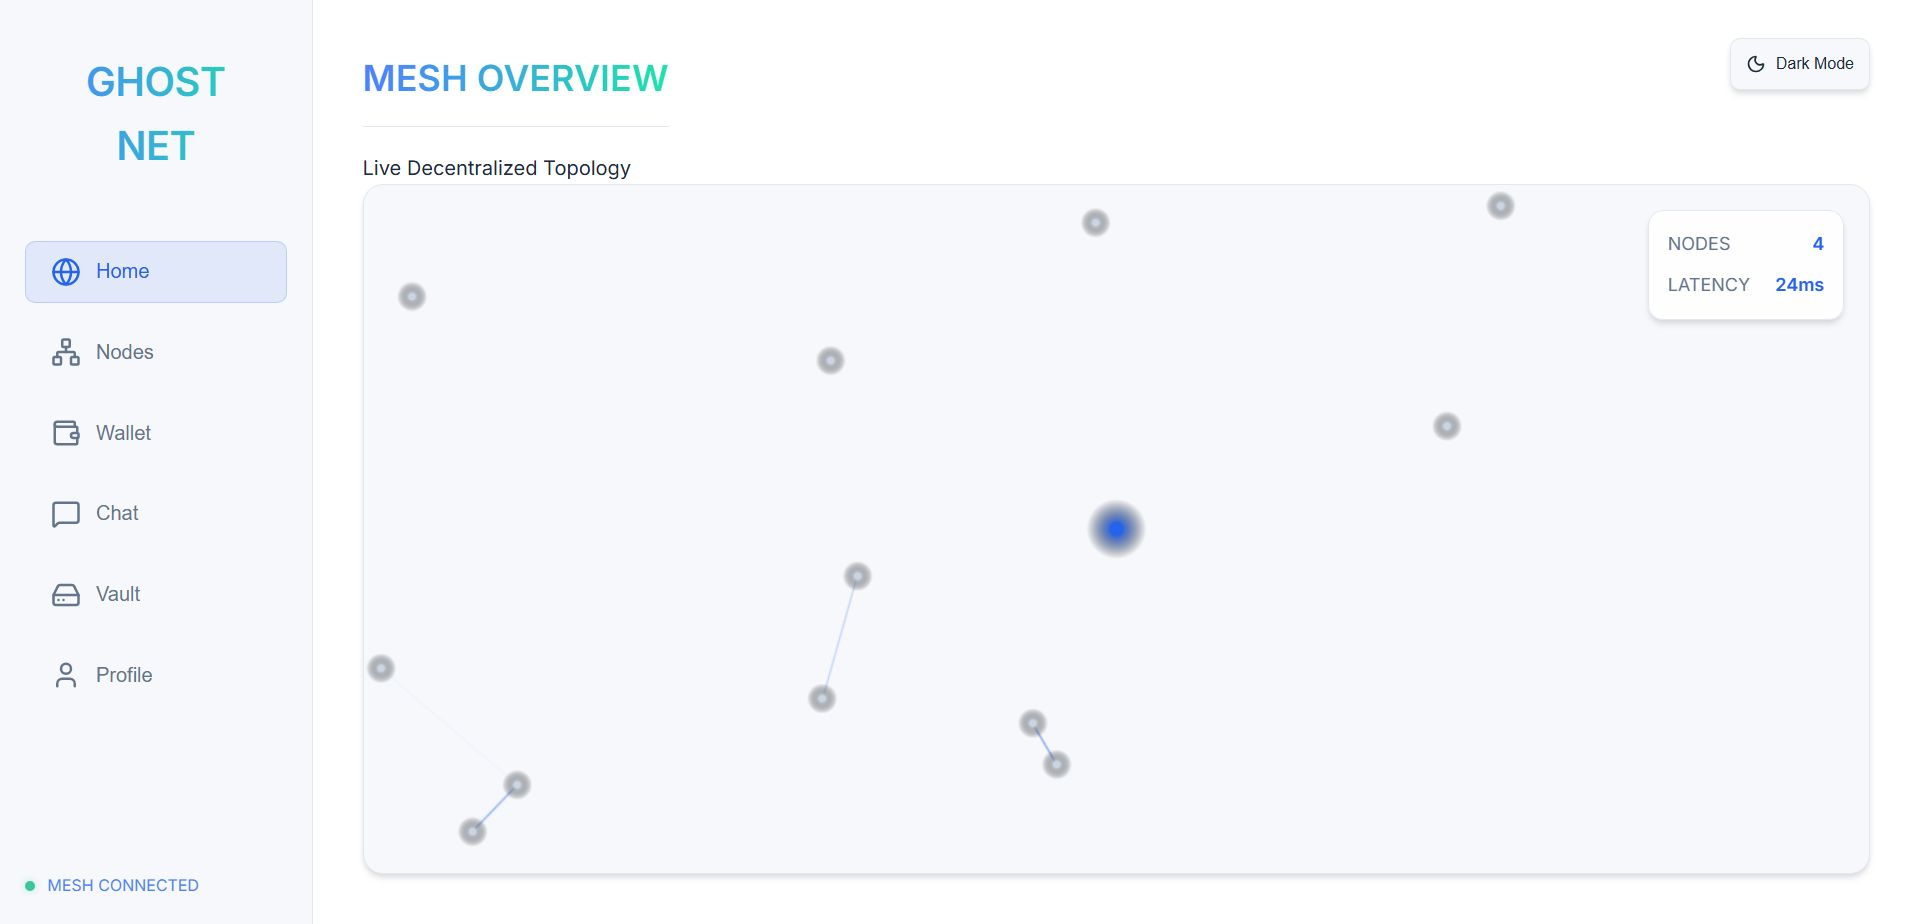 GHOST
NET
Home
Nodes
Wallet
Chat
Vault
Profile
MESH CONNECTED
MESH OVERVIEW
Dark Mode
Live Decentralized Topology
NODES 4
LATENCY 24ms